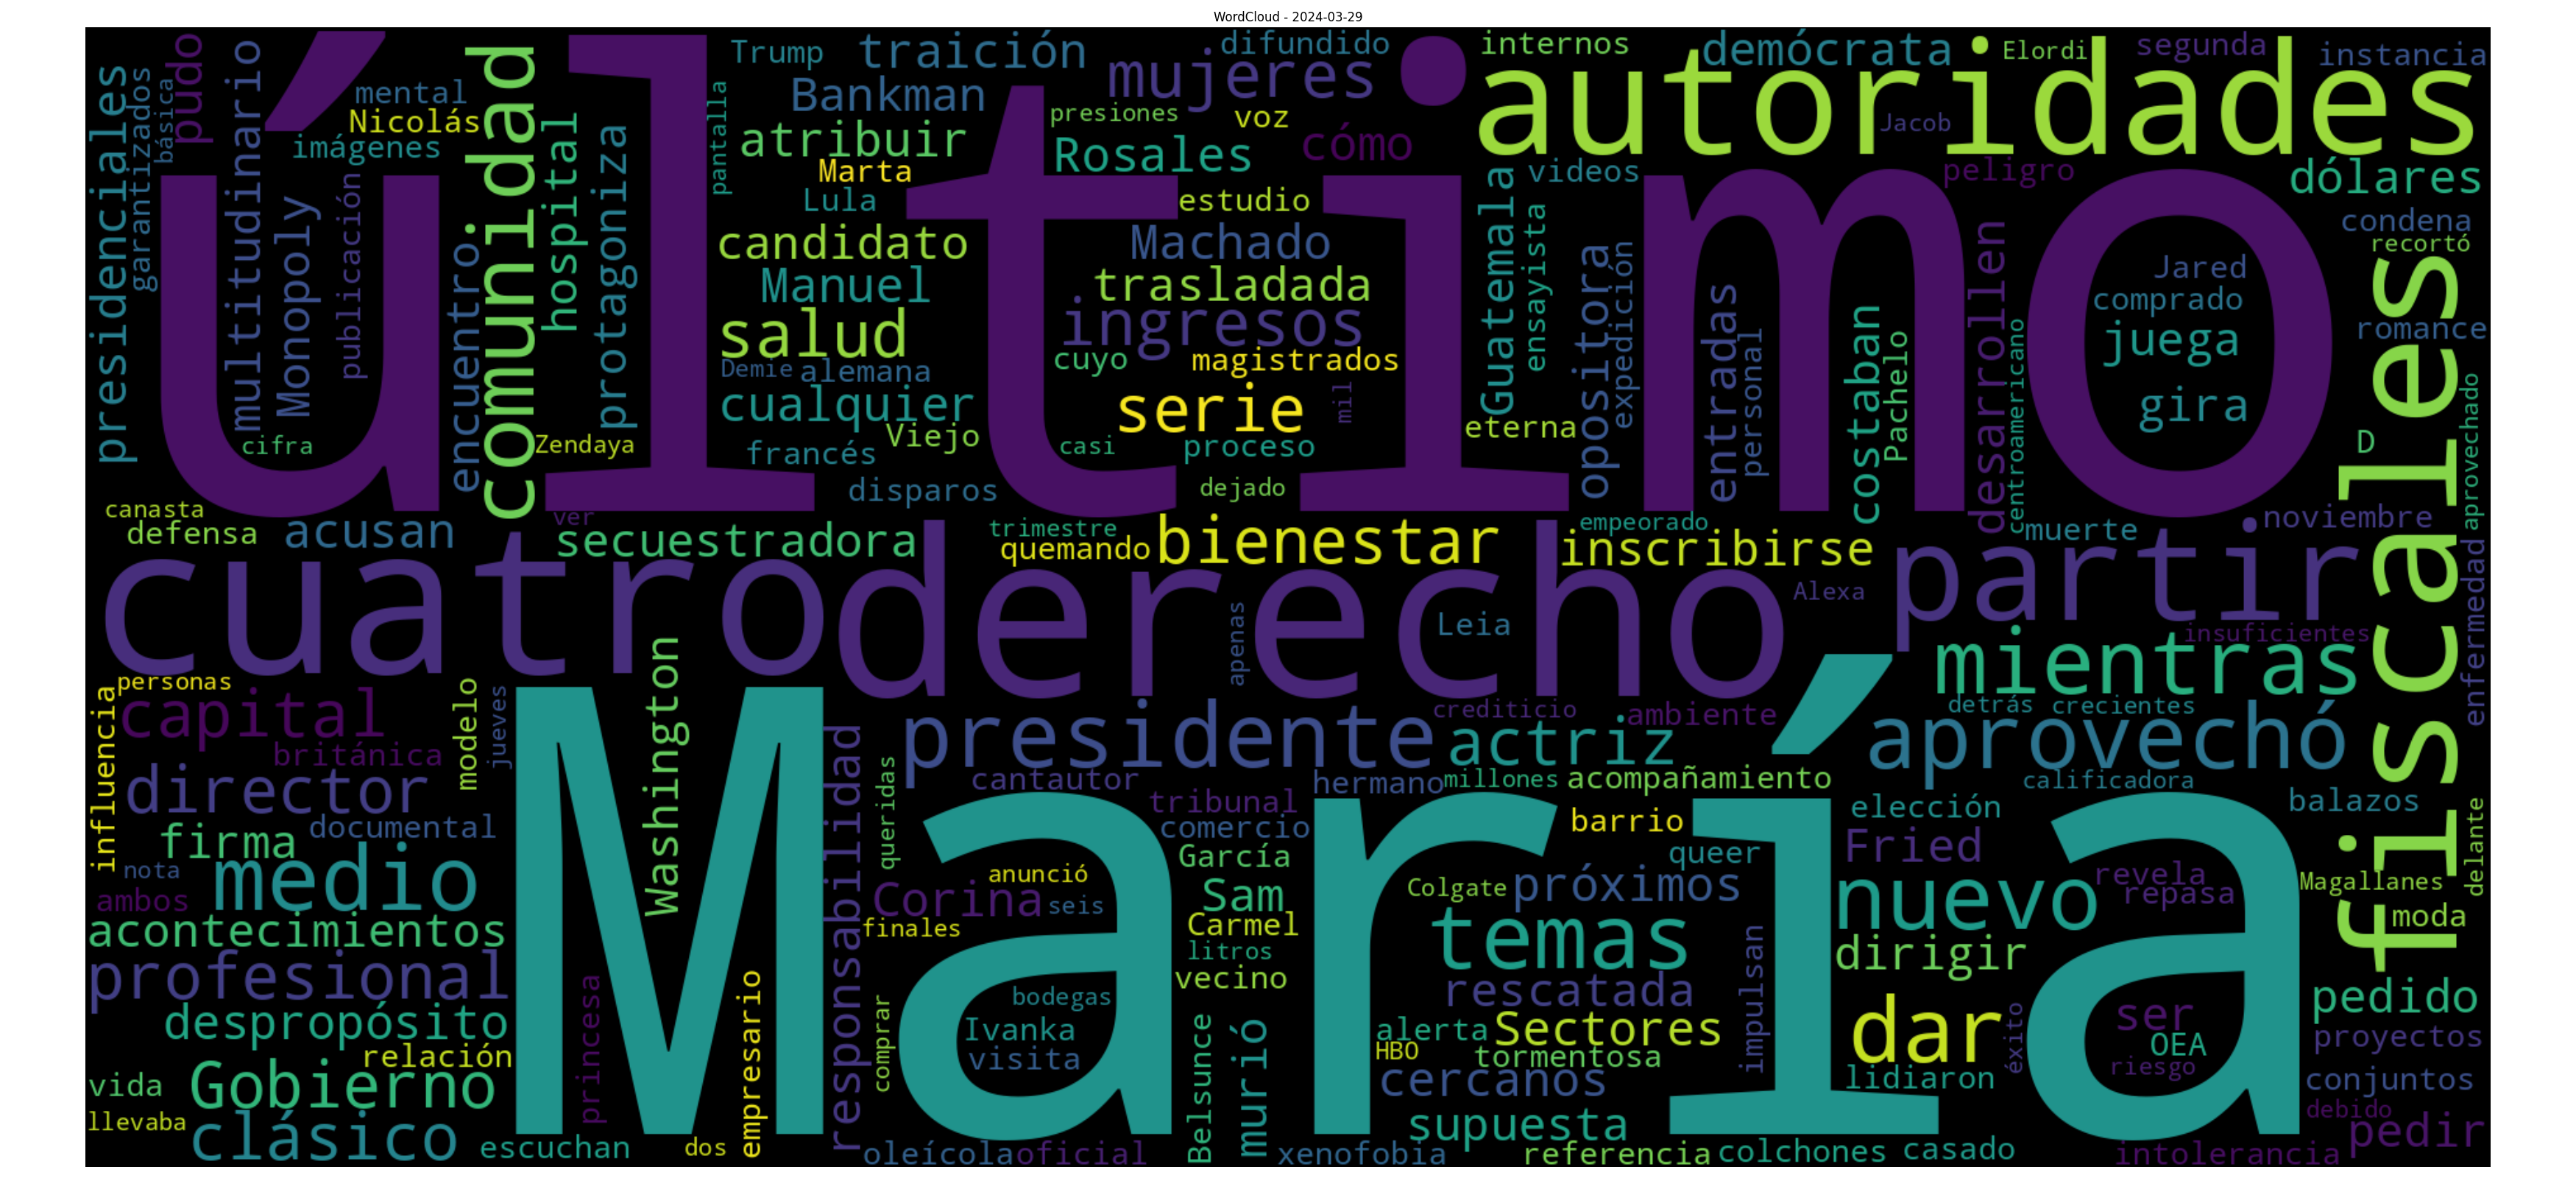 WordCloud - 2024-03-29
último
María
cuatro
derecho
autoridades
fiscales
partir
comunidad
presidente
mientras
aprovechó
bienestar
presidenciales
garantizados
básica
pudo
multitudinario
mental
Nicolás
imágenes
Monopoly
publicación
encuentro
hospital
protagoniza
cifra
Zendaya
Trump
traición
difundido
internos
demócrata
Elordi
segunda
instancia
Bankman
mujeres
presiones
voz
pantalla
atribuir
Marta
Rosales
cómo
Jacob
Lula
estudio
Guatemala
videos
peligro
dólares
candidato
Machado
ensayista
condena
recortó
Manuel
trasladada
opositora
expedición
Jared
comprado
romance
salud
ingresos
entradas
personal
costaban
Pachelo
desarrollen
centroamericano
juega
gira
Demie
alemana
cuyo
magistrados
cualquier
serie
mil
Viejo
francés
casi
proceso
eterna
D
aprovechado
disparos
dejado
canasta
defensa
acusan
ver
secuestradora
trimestre
quemando
empeorado
inscribirse
muerte
noviembre
enfermedad
Alexa
Leia
apenas
insuficientes
personas
influencia
capital
británica
modelo
jueves
Washington
crediticio
ambiente
detrás
crecientes
actriz
director
responsabilidad
queridas
cantautor
hermano
millones
acompañamiento
calificadora
balazos
firma
documental
tribunal
comercio
barrio
elección
delante
medio
nota
García
queer
Fried
revela
repasa
Magallanes
ambos
anunció
Corina
seis
Sam
Colgate
próximos
nuevo
moda
acontecimientos
finales
Carmel
temas
litros
dirigir
profesional
princesa
empresario
vecino
rescatada
impulsan
pedido
bodegas
comprar
despropósito
Ivanka
visita
Belsunce
murió
alerta
Sectores
dar
éxito
ser
OEA
proyectos
relación
HBO
tormentosa
riesgo
vida
Gobierno
cercanos
lidiaron
conjuntos
llevaba
clásico
supuesta
debido
pedir
escuchan
dos
oleícola
oficial
xenofobia
referencia
colchones
casado
intolerancia